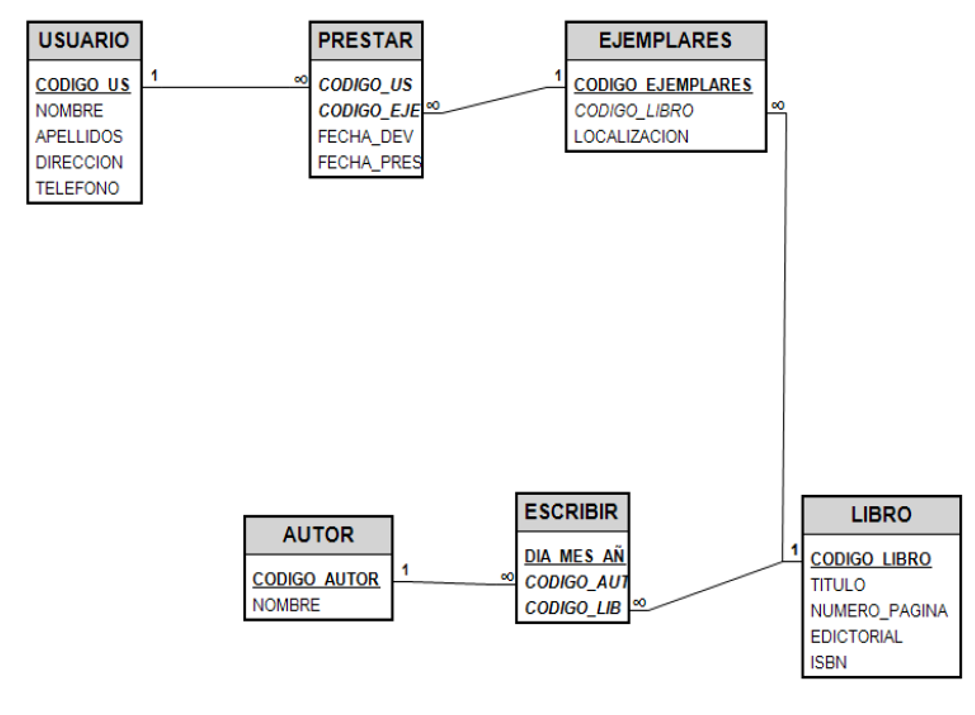 USUARIO
CODIGO_US
NOMBRE
APELLIDOS
DIRECCION
TELEFONO
1
∞
PRESTAR
CODIGO_US
CODIGO_EJE
FECHA_DEV
FECHA_PRES
∞
1
EJEMPLARES
CODIGO_EJEMPLARES
CODIGO_LIBRO
LOCALIZACION
∞
AUTOR
CODIGO_AUTOR
NOMBRE
1
∞
ESCRIBIR
DIA_MES_AÑ
CODIGO_AUT
CODIGO_LIB
∞
1
LIBRO
CODIGO_LIBRO
TITULO
NUMERO_PAGINA
EDICTORIAL
ISBN